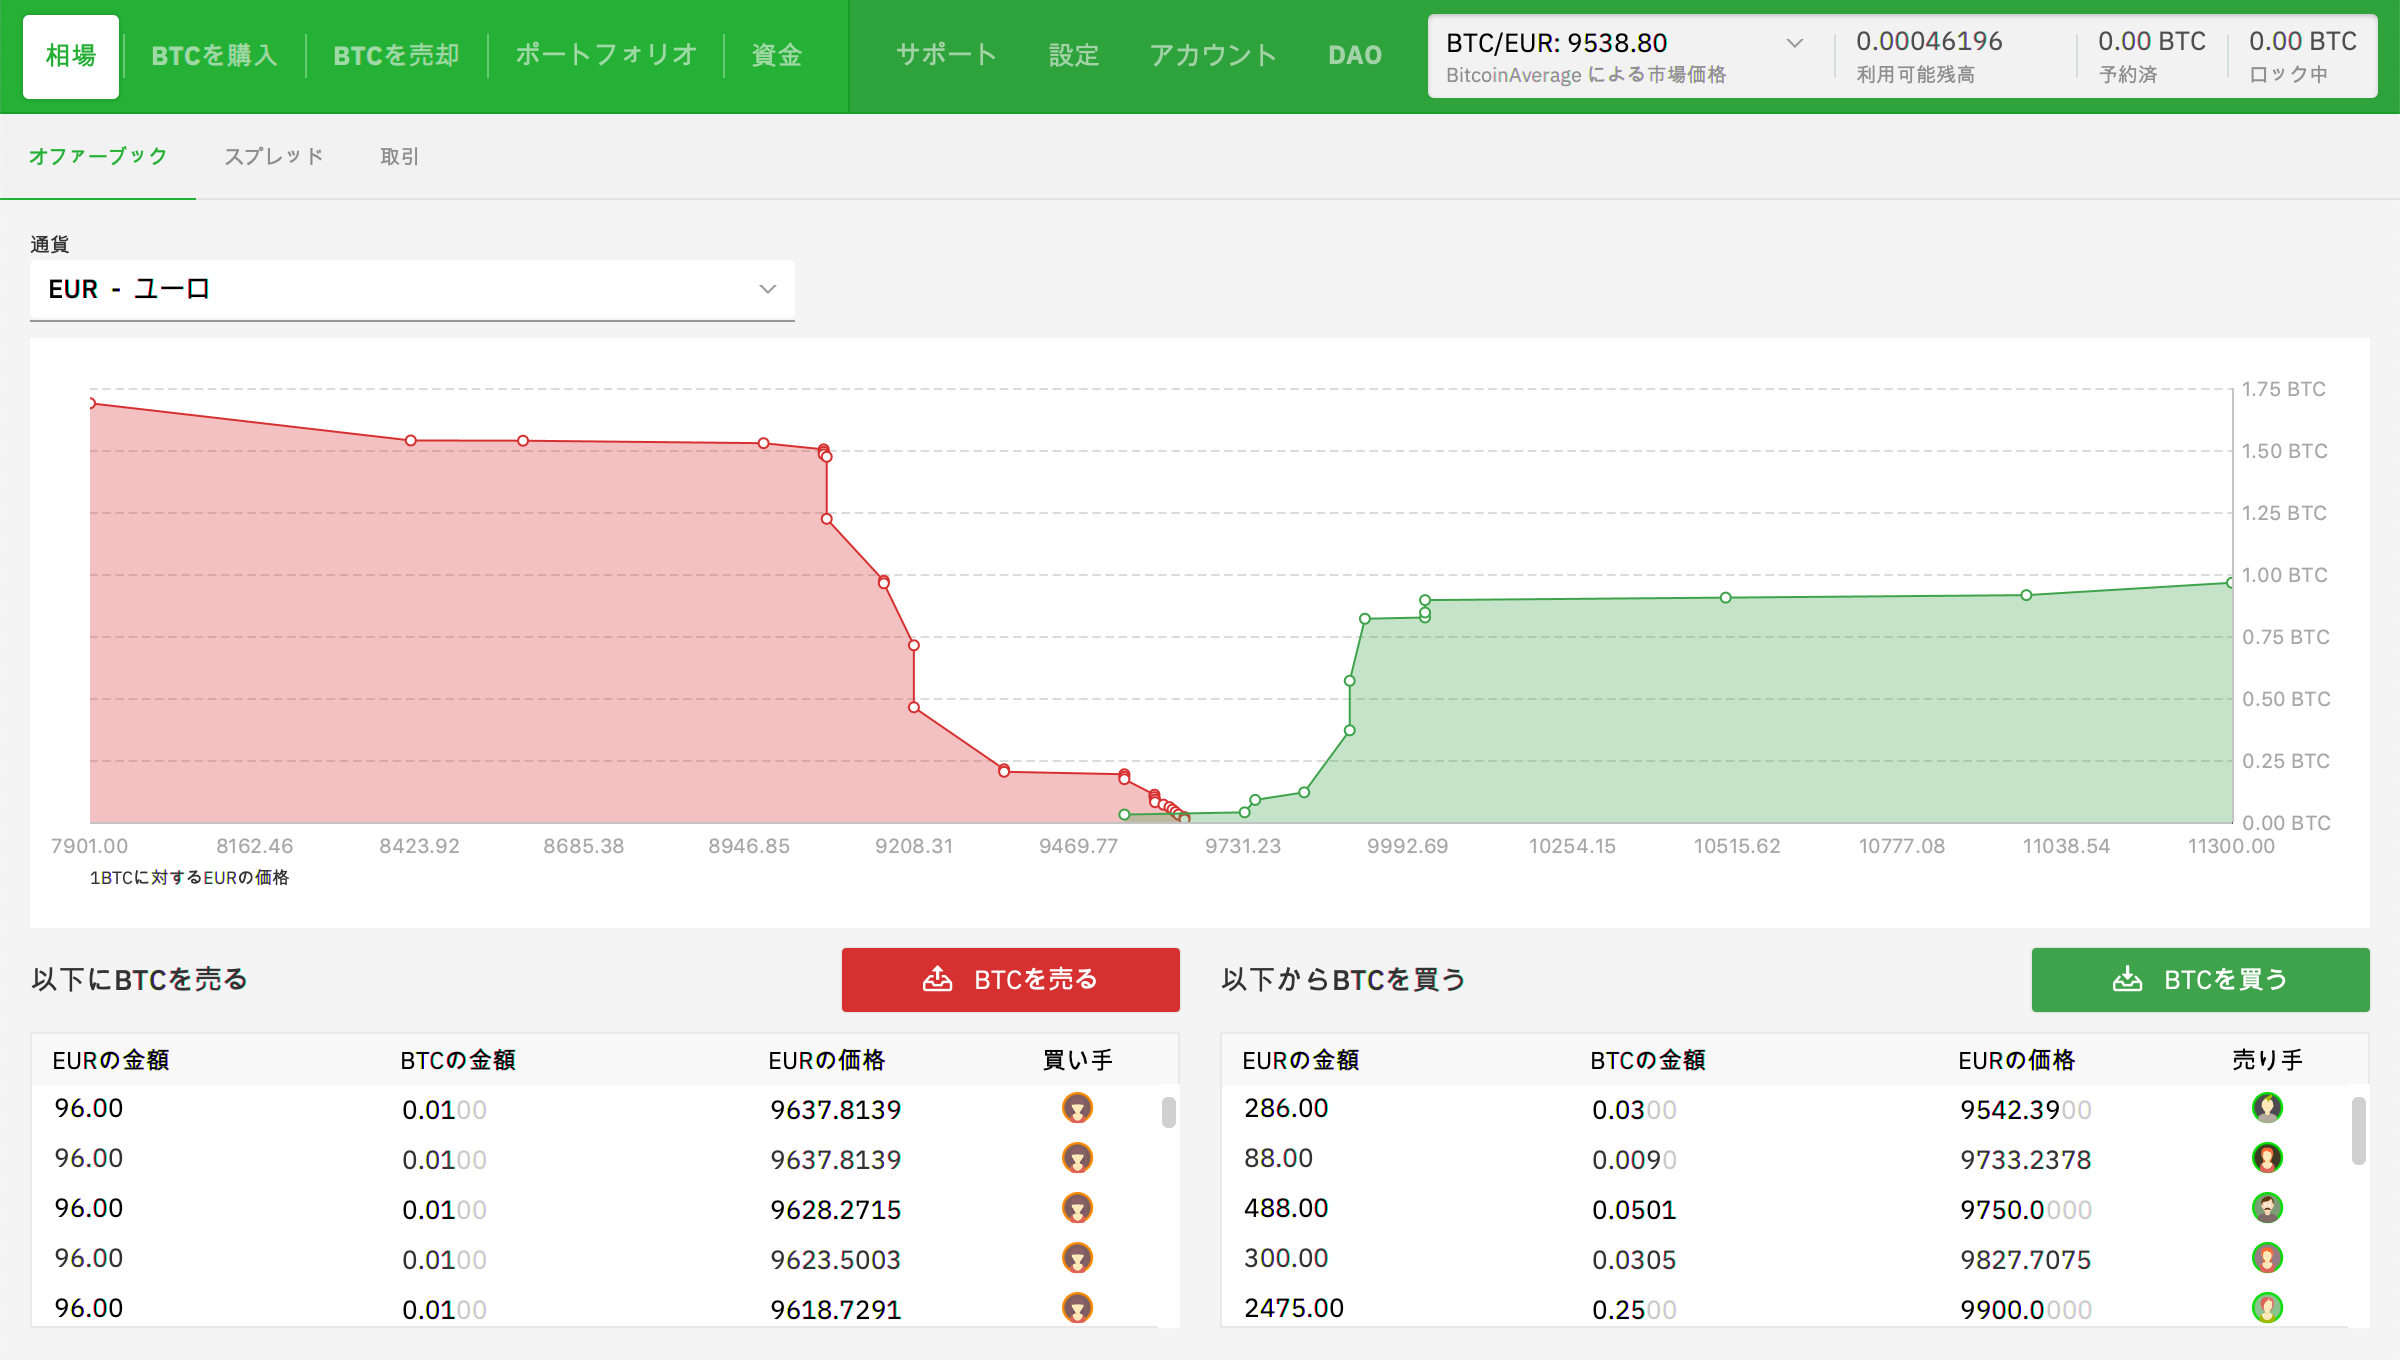 相場 BTCを購入 BTCを売却 ポートフォリオ 資金 サポート 設定 アカウント DAO
BTC/EUR: 9538.80 0.00046196 0.00 BTC 0.00 BTC
BitcoinAverage による市場価格 利用可能残高 予約済 ロック中
オファーブック スプレッド 取引
通貨
EUR - ユーロ
1.75 BTC
1.50 BTC
1.25 BTC
1.00 BTC
0.75 BTC
0.50 BTC
0.25 BTC
0.00 BTC
7901.00 8162.46 8423.92 8685.38 8946.85 9208.31 9469.77 9731.23 9992.69 10254.15 10515.62 10777.08 11038.54 11300.00
1BTCに対するEURの価格
以下にBTCを売る BTCを売る
EURの金額 BTCの金額 EURの価格 買い手
96.00 0.0100 9637.8139
96.00 0.0100 9637.8139
96.00 0.0100 9628.2715
96.00 0.0100 9623.5003
96.00 0.0100 9618.7291
以下からBTCを買う BTCを買う
EURの金額 BTCの金額 EURの価格 売り手
286.00 0.0300 9542.3900
88.00 0.0090 9733.2378
488.00 0.0501 9750.0000
300.00 0.0305 9827.7075
2475.00 0.2500 9900.0000